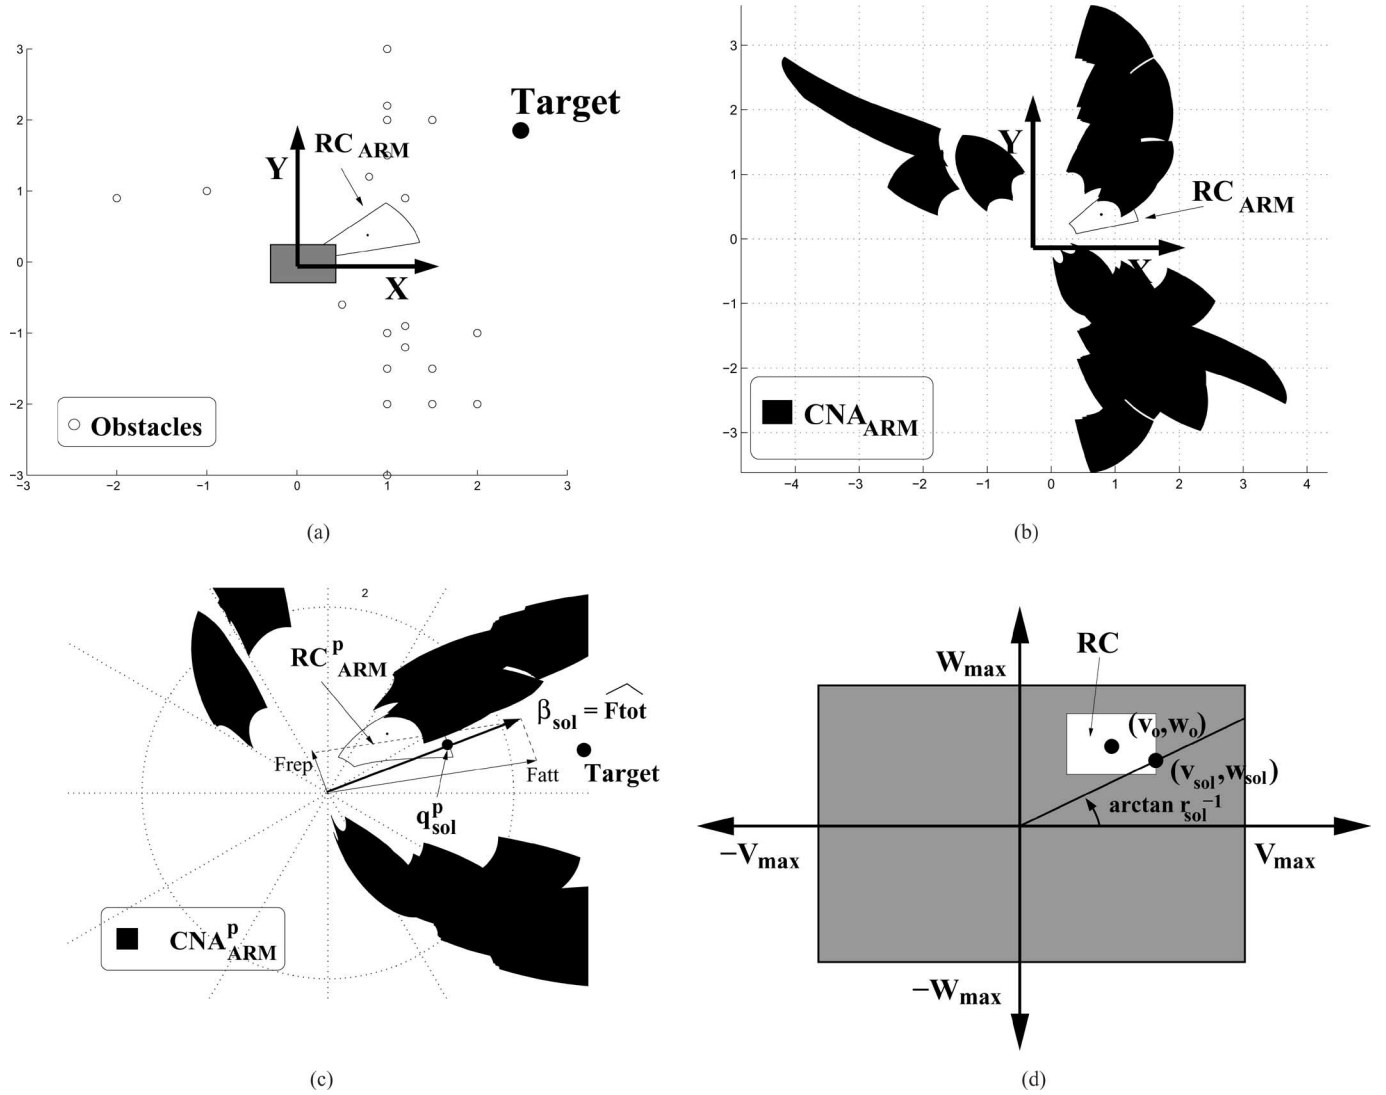 Target
RC ARM
Y
X
3
2
1
0
−1
−2
−3
−3
−2
−1
0
1
2
3
Obstacles
(a)
3
2
1
0
−1
−2
−3
−4
−3
−2
−1
0
1
2
3
4
Y
X
RC ARM
CNA ARM
(b)
2
RC p ARM
β sol = Ftot
Frep
Fatt
Target
q p sol
CNA p ARM
(c)
W max
RC
(v o , w o )
(v sol , w sol )
arctan r sol −1
−V max
V max
−W max
(d)